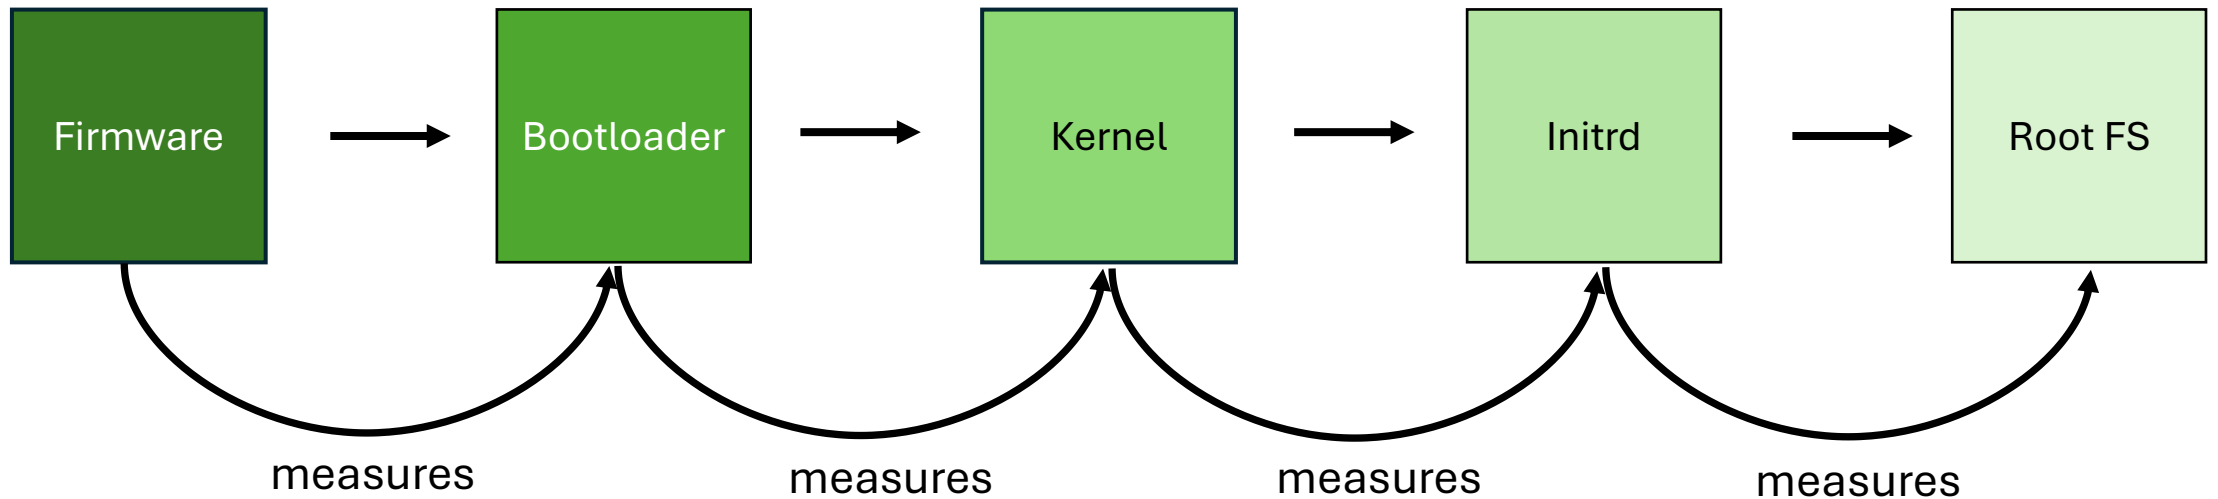 Firmware
Bootloader
Kernel
Initrd
Root FS
measures
measures
measures
measures